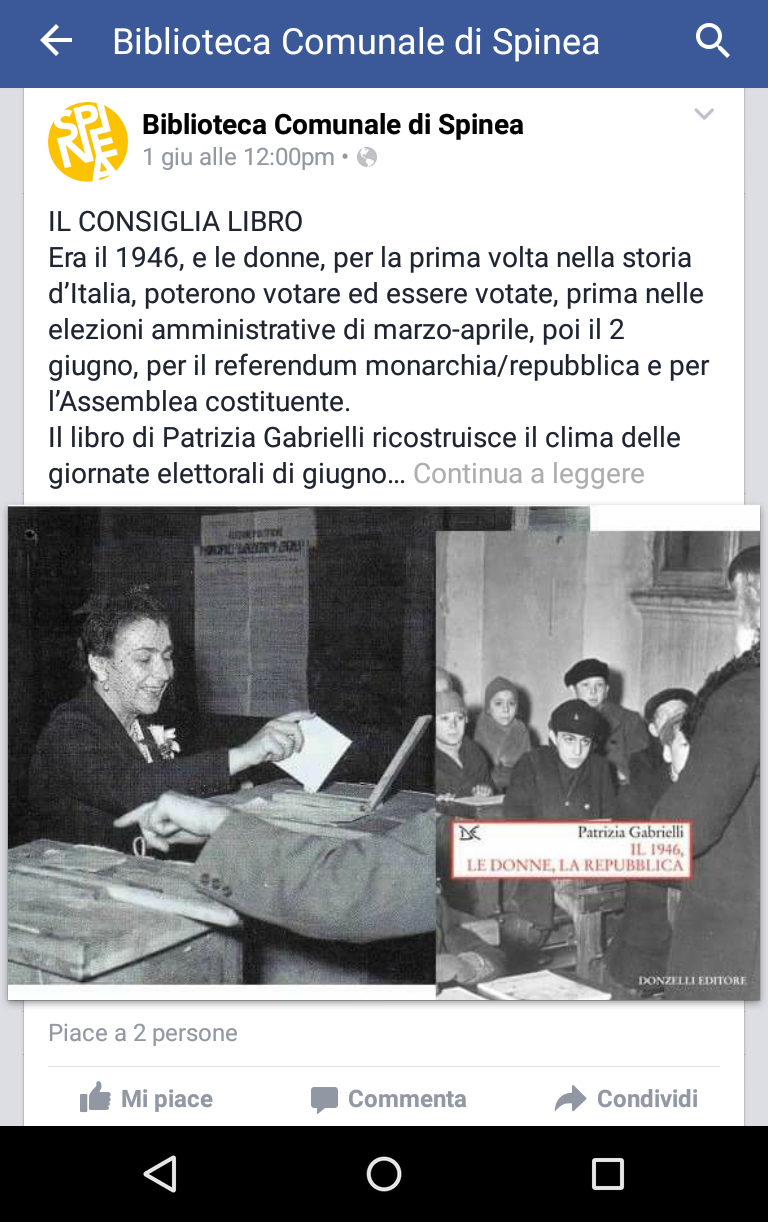 Biblioteca Comunale di Spinea
SPINEA
Biblioteca Comunale di Spinea
1 giu alle 12:00pm •
IL CONSIGLIA LIBRO
Era il 1946, e le donne, per la prima volta nella storia
d’Italia, poterono votare ed essere votate, prima nelle
elezioni amministrative di marzo-aprile, poi il 2
giugno, per il referendum monarchia/repubblica e per
l’Assemblea costituente.
Il libro di Patrizia Gabrielli ricostruisce il clima delle
giornate elettorali di giugno... Continua a leggere
Patrizia Gabrielli
IL 1946,
LE DONNE, LA REPUBBLICA
DONZELLI EDITORE
Piace a 2 persone
Mi piace
Commenta
Condividi